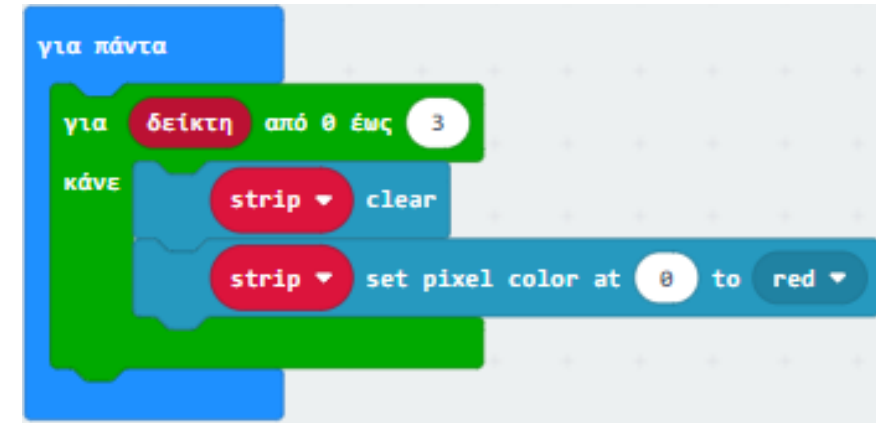 για πάντα
για δείκτη από 0 έως 3
κάνε
strip clear
strip set pixel color at 0 to red